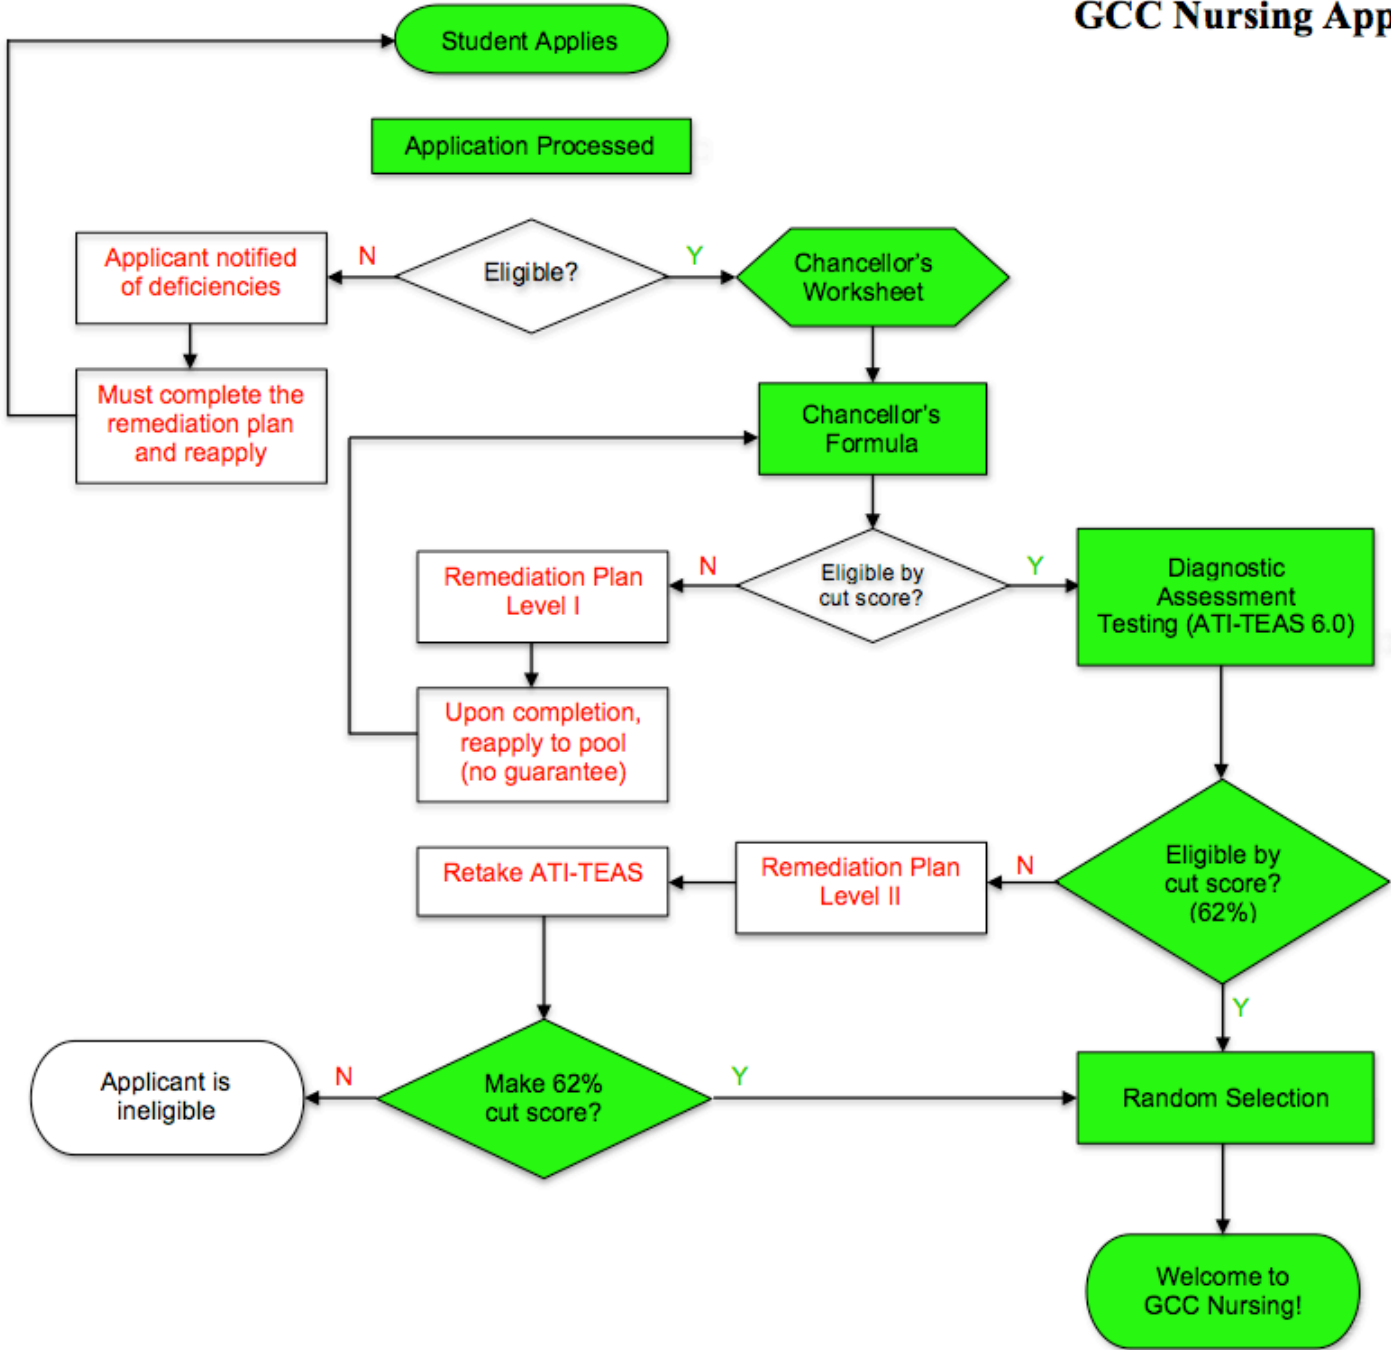 GCC Nursing App
Student Applies
Application Processed
Applicant notified
of deficiencies
N
Eligible?
Y
Chancellor's
Worksheet
Must complete the
remediation plan
and reapply
Chancellor's
Formula
Remediation Plan
Level I
N
Eligible by
cut score?
Y
Diagnostic
Assessment
Testing (ATI-TEAS 6.0)
Upon completion,
reapply to pool
(no guarantee)
Retake ATI-TEAS
Remediation Plan
Level II
N
Eligible by
cut score?
(62%)
Y
Applicant is
ineligible
N
Make 62%
cut score?
Y
Random Selection
Welcome to
GCC Nursing!